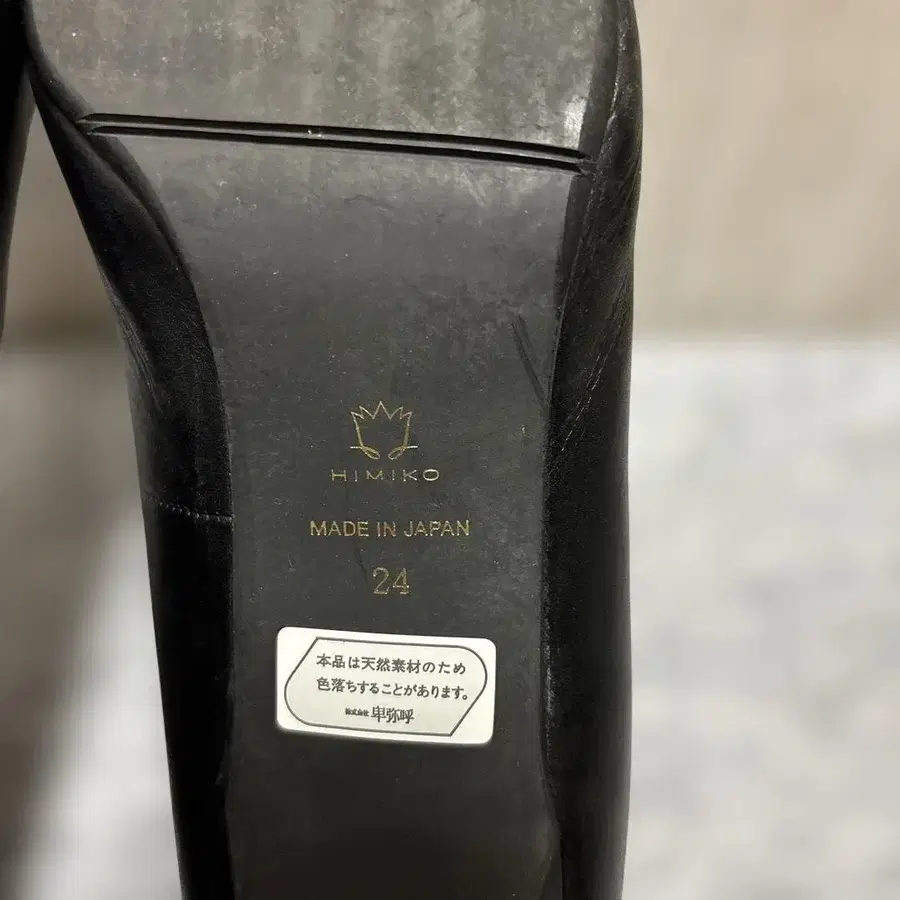 HIMIKO
MADE IN JAPAN
24
本品は天然素材のため
色落ちすることがあります。
株式会社 卑弥呼